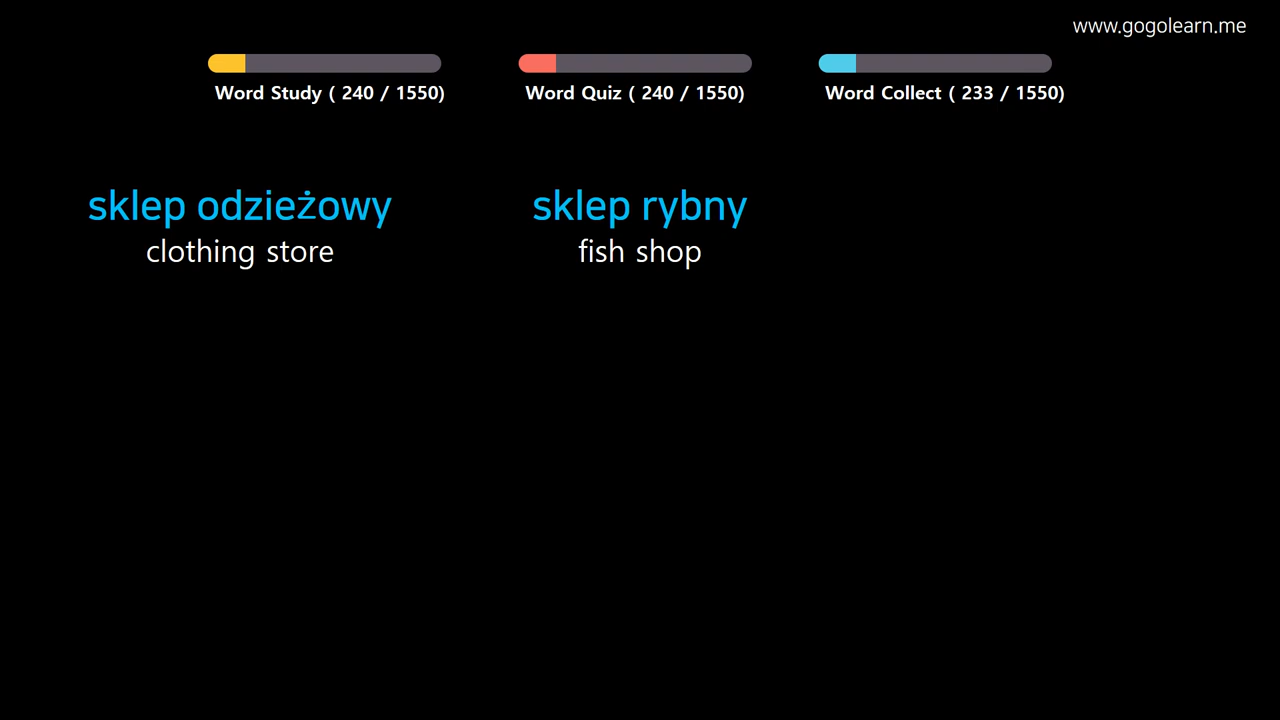 www.gogolearn.me
Word Study ( 240 / 1550)
Word Quiz ( 240 / 1550)
Word Collect ( 233 / 1550)
sklep odzieżowy
clothing store
sklep rybny
fish shop